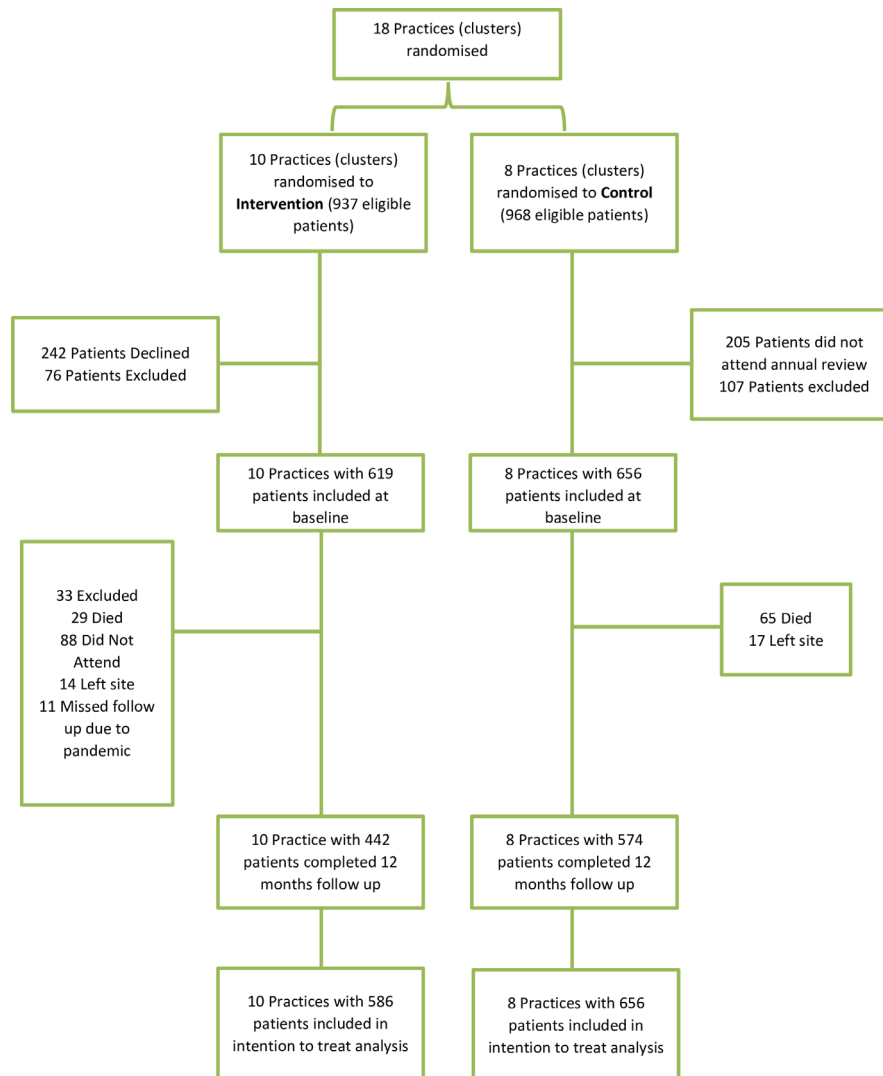 18 Practices (clusters)
randomised
10 Practices (clusters)
randomised to
Intervention (937 eligible
patients)
8 Practices (clusters)
randomised to Control
(968 eligible patients)
242 Patients Declined
76 Patients Excluded
205 Patients did not
attend annual review
107 Patients excluded
10 Practices with 619
patients included at
baseline
8 Practices with 656
patients included at
baseline
33 Excluded
29 Died
88 Did Not
Attend
14 Left site
11 Missed follow
up due to
pandemic
65 Died
17 Left site
10 Practice with 442
patients completed 12
months follow up
8 Practices with 574
patients completed 12
months follow up
10 Practices with 586
patients included in
intention to treat analysis
8 Practices with 656
patients included in
intention to treat analysis